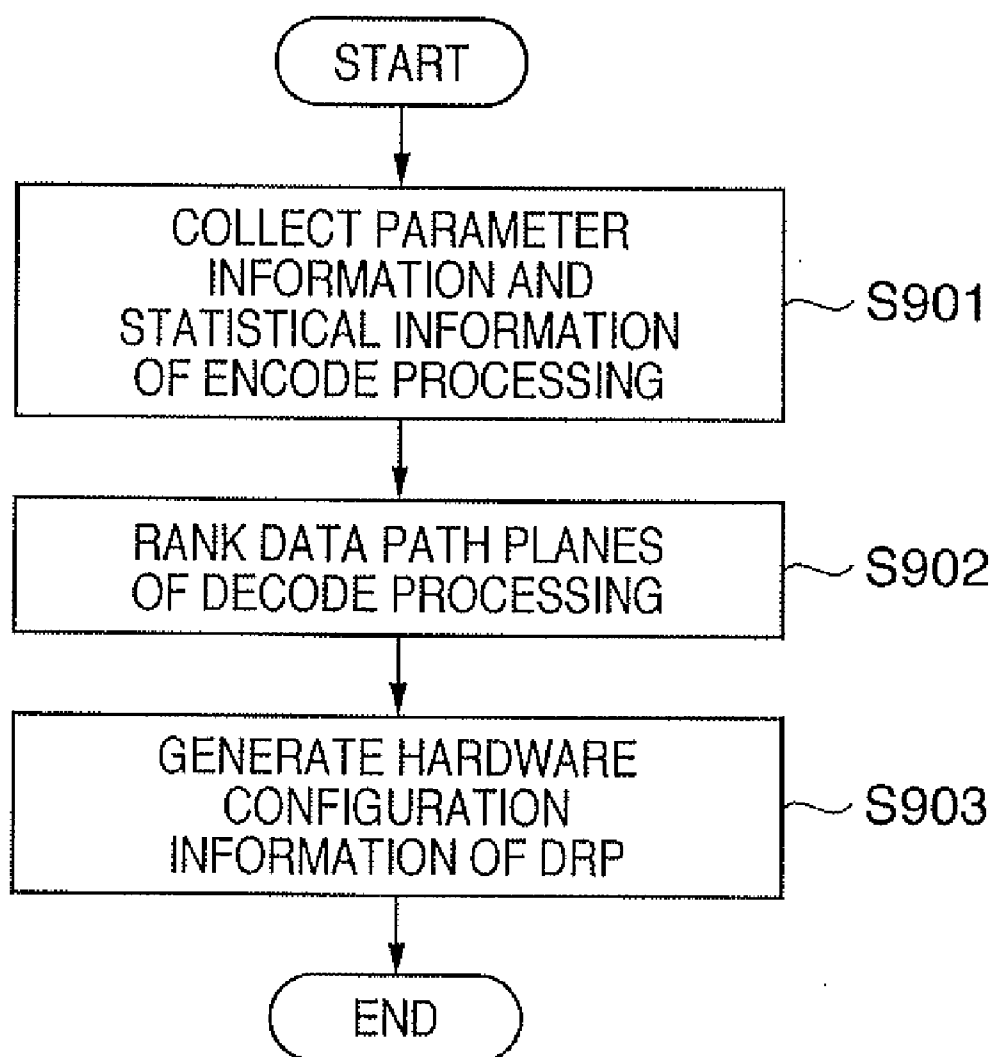 START
COLLECT PARAMETER
INFORMATION AND
STATISTICAL INFORMATION
OF ENCODE PROCESSING
S901
RANK DATA PATH PLANES
OF DECODE PROCESSING
S902
GENERATE HARDWARE
CONFIGURATION
INFORMATION OF DRP
S903
END